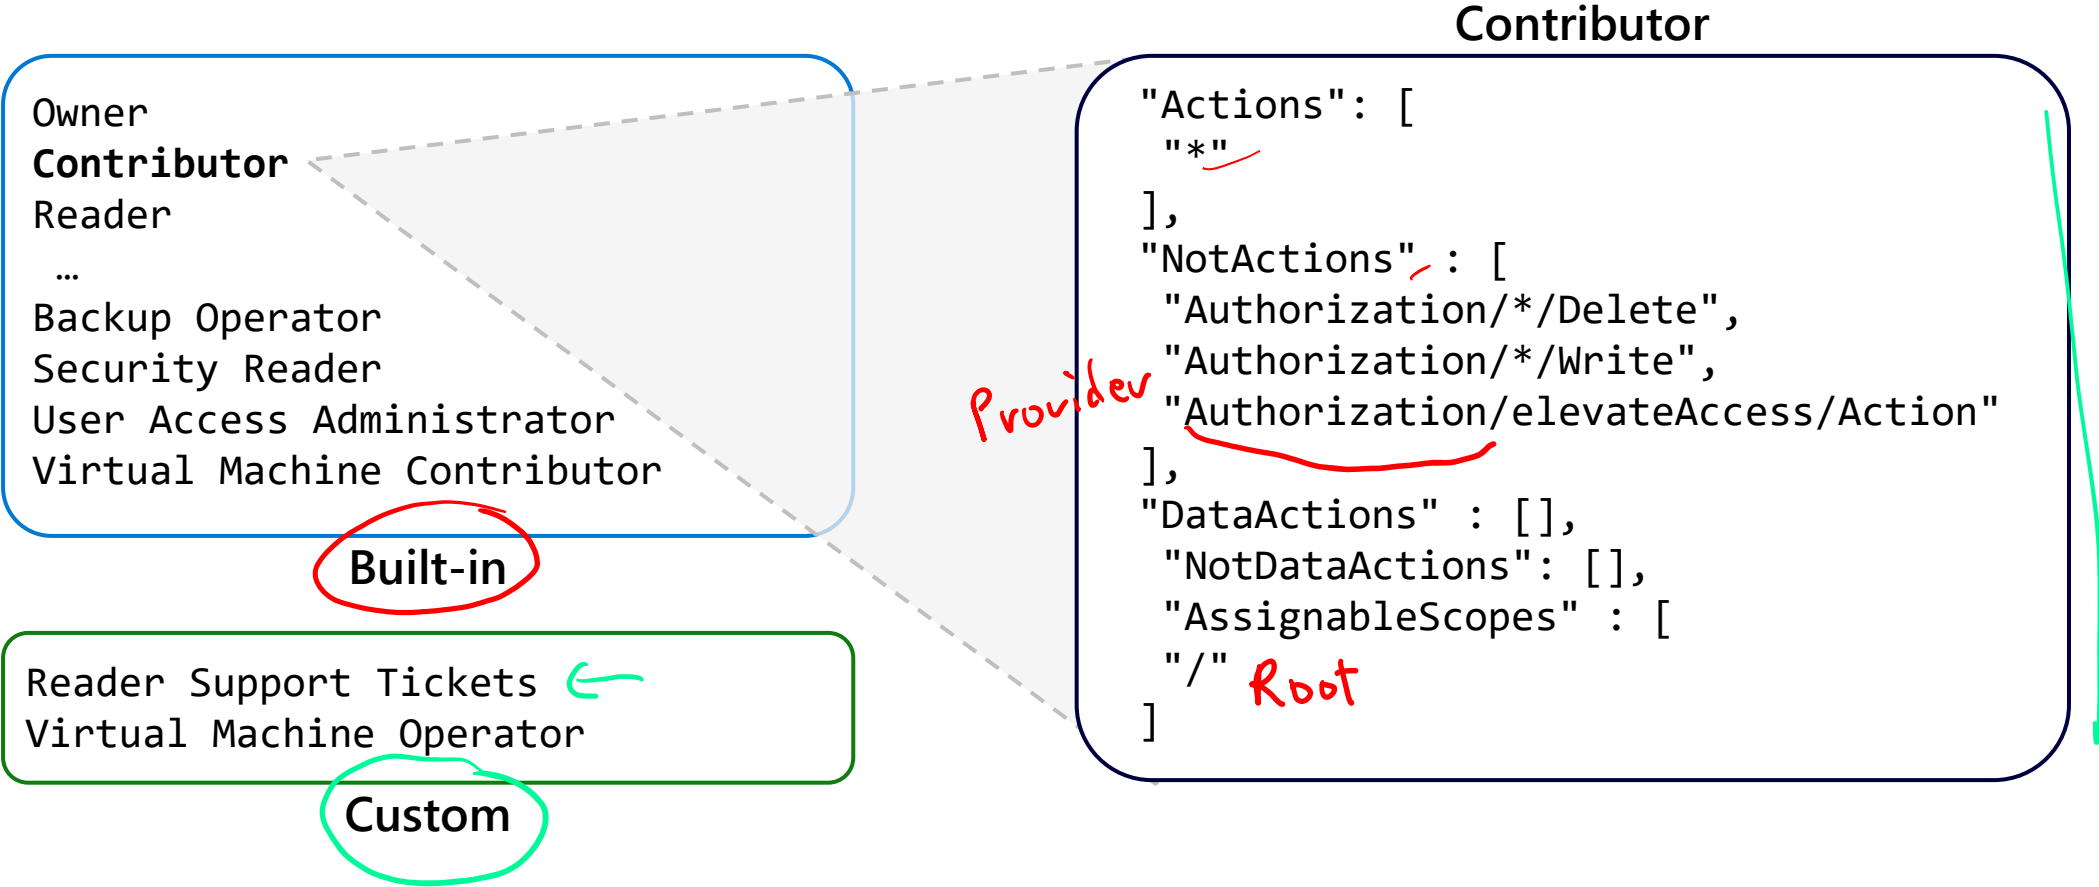 Owner
Contributor
Reader
…
Backup Operator
Security Reader
User Access Administrator
Virtual Machine Contributor
Built-in
Reader Support Tickets
Virtual Machine Operator
Custom
Contributor
"Actions": [
"*"
],
"NotActions" : [
"Authorization/*/Delete",
"Authorization/*/Write",
Provider
"Authorization/elevateAccess/Action"
],
"DataActions" : [],
"NotDataActions": [],
"AssignableScopes" : [
"/" Root
]